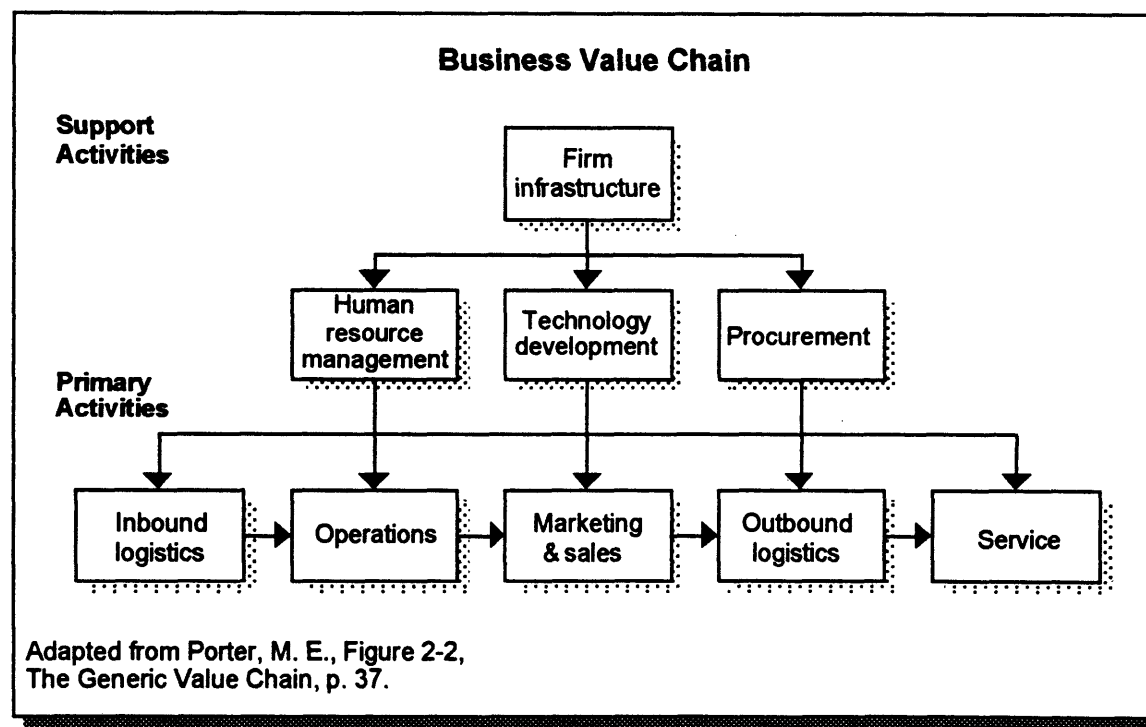 Business Value Chain
Support
Activities
Firm
infrastructure
Human
resource
management
Technology
development
Procurement
Primary
Activities
Inbound
logistics
Operations
Marketing
& sales
Outbound
logistics
Service
Adapted from Porter, M. E., Figure 2-2,
The Generic Value Chain, p. 37.